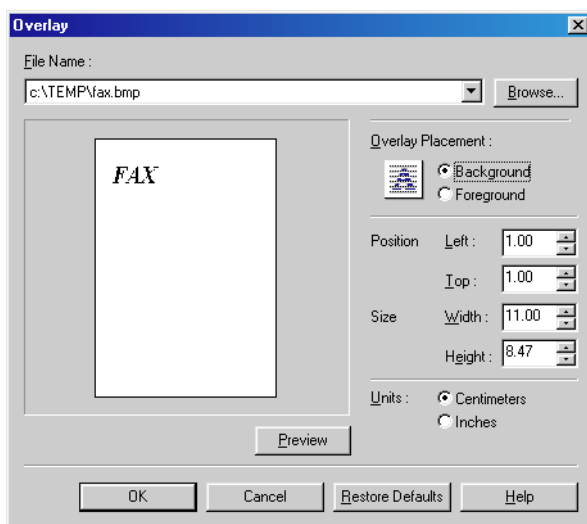 Overlay
File Name :
c:\TEMP\fax.bmp
Browse...
FAX
Overlay Placement :
Background
Foreground
Position Left : 1.00
Top : 1.00
Size Width : 11.00
Height : 8.47
Units : Centimeters
Inches
Preview
OK Cancel Restore Defaults Help